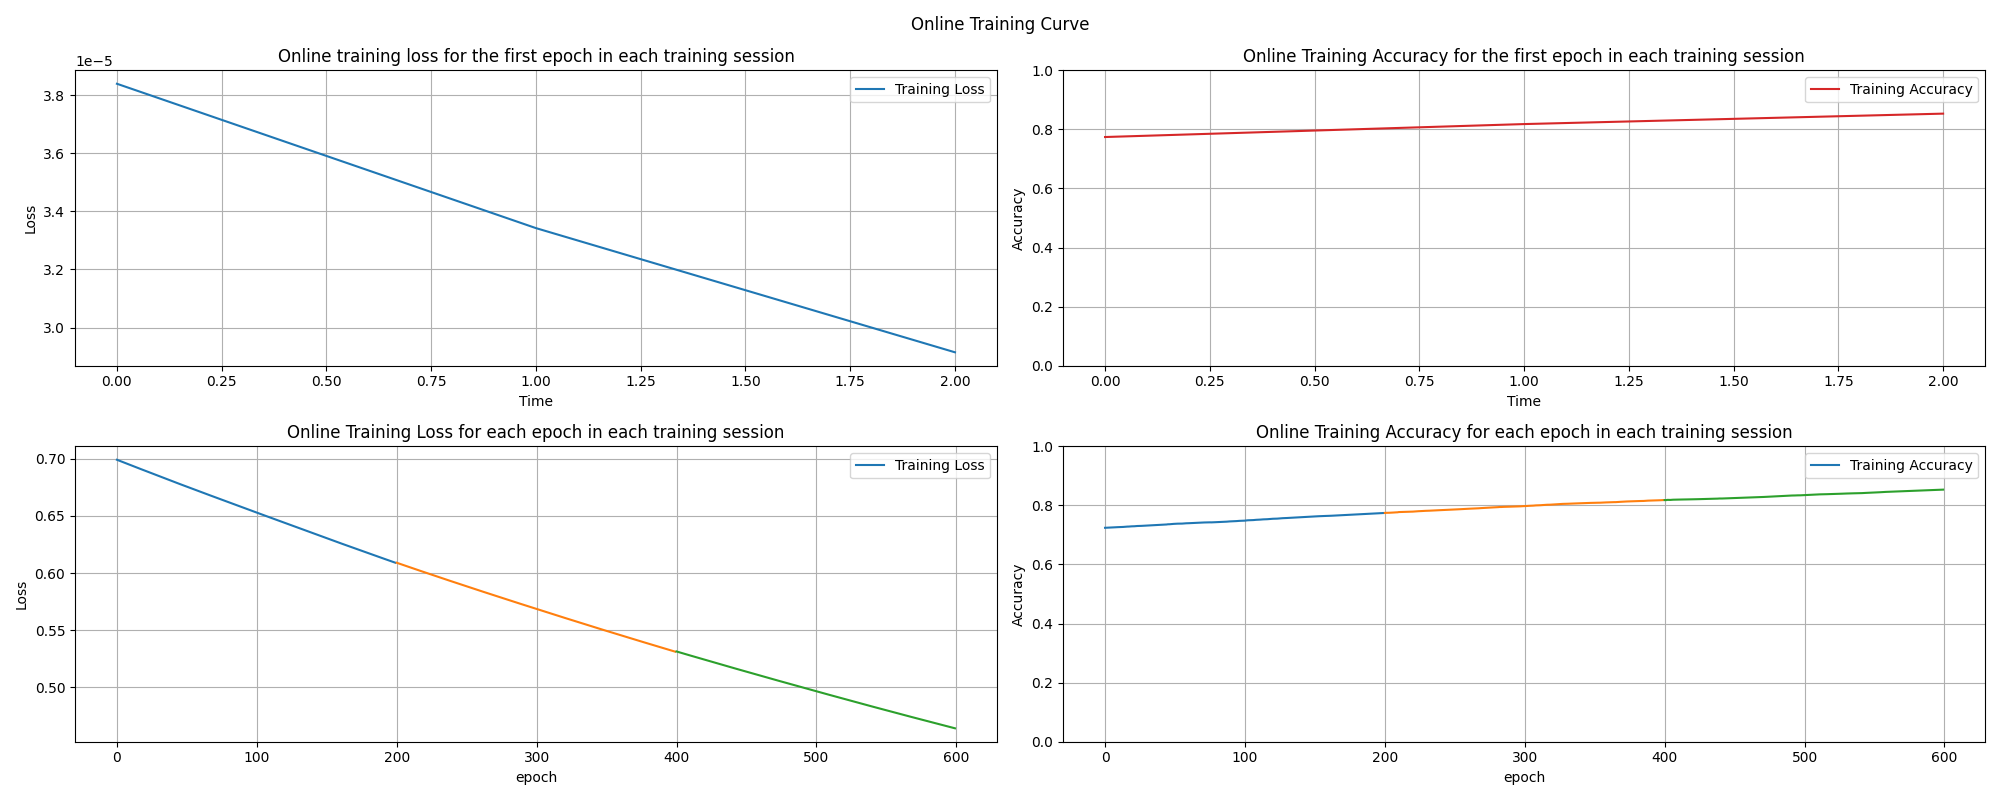 Online Training Curve
Online training loss for the first epoch in each training session
1e−5
Training Loss
3.8
3.6
3.4
3.2
3.0
Loss
0.00 0.25 0.50 0.75 1.00 1.25 1.50 1.75 2.00
Time
Online Training Accuracy for the first epoch in each training session
Training Accuracy
1.0
0.8
0.6
0.4
0.2
0.0
Accuracy
0.00 0.25 0.50 0.75 1.00 1.25 1.50 1.75 2.00
Time
Online Training Loss for each epoch in each training session
Training Loss
0.70
0.65
0.60
0.55
0.50
Loss
0 100 200 300 400 500 600
epoch
Online Training Accuracy for each epoch in each training session
Training Accuracy
1.0
0.8
0.6
0.4
0.2
0.0
Accuracy
0 100 200 300 400 500 600
epoch